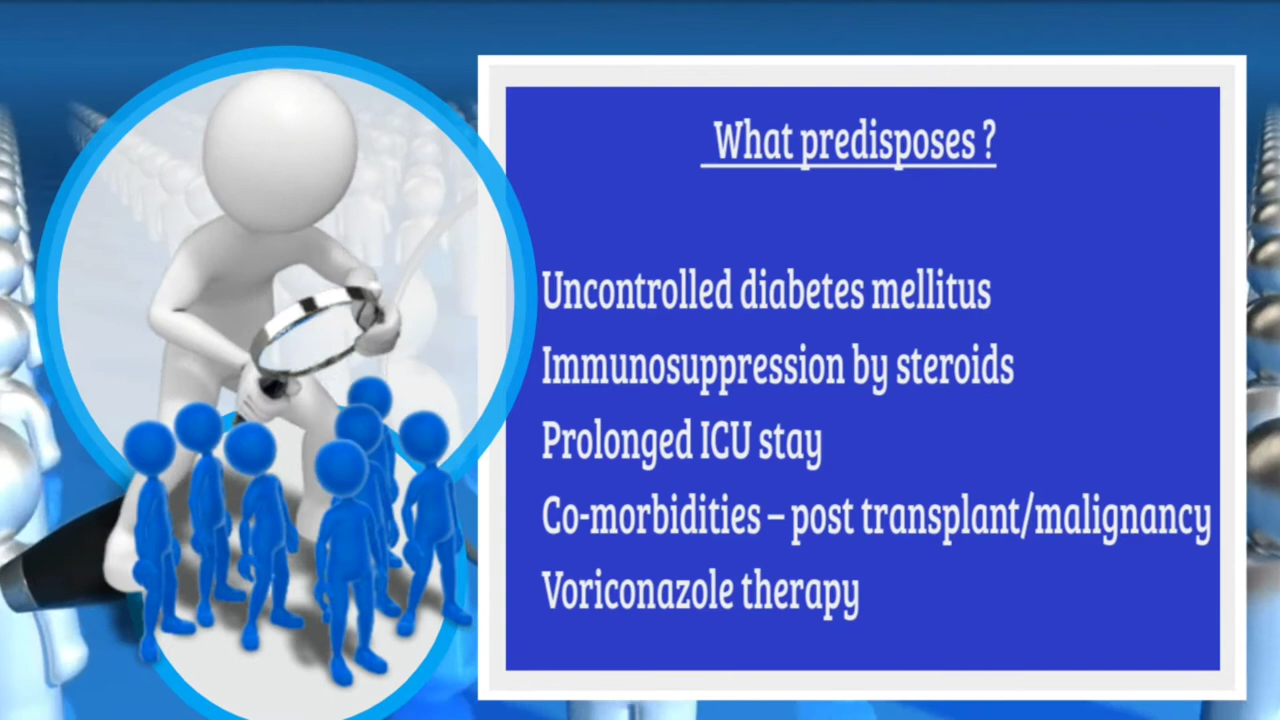 What predisposes ?
Uncontrolled diabetes mellitus
Immunosuppression by steroids
Prolonged ICU stay
Co-morbidities – post transplant/malignancy
Voriconazole therapy